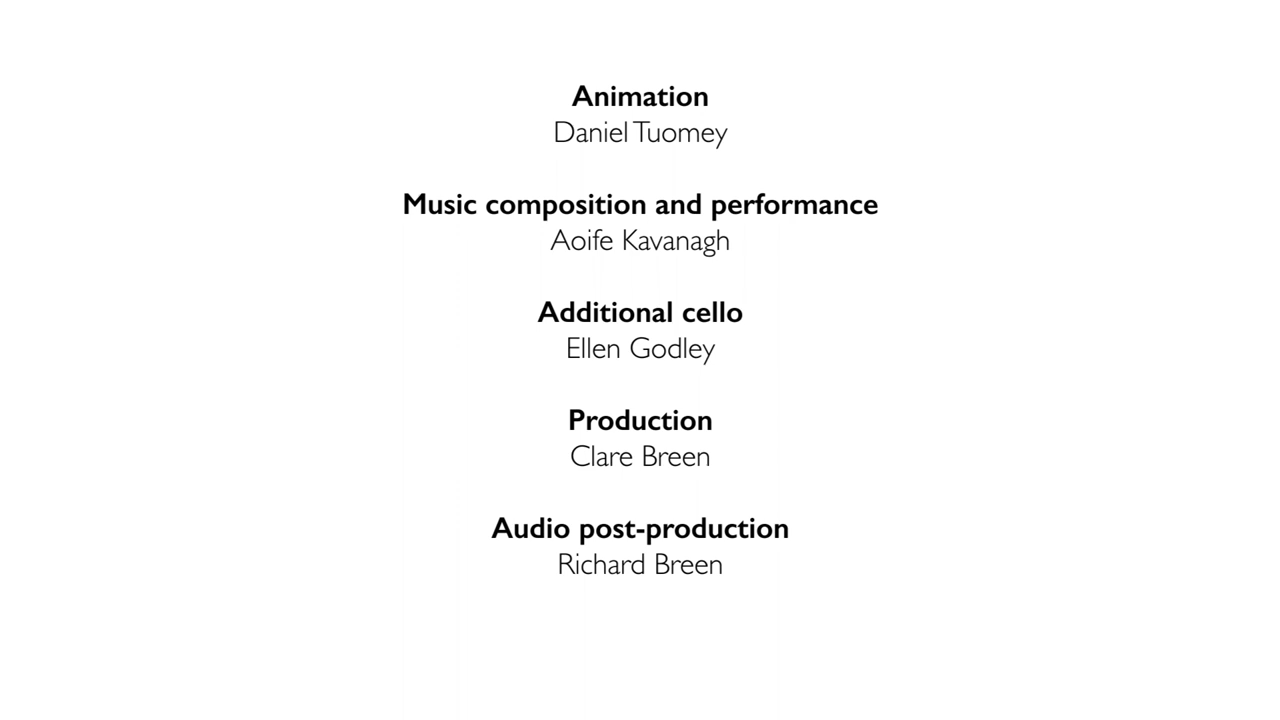 Animation
Daniel Tuomey
Music composition and performance
Aoife Kavanagh
Additional cello
Ellen Godley
Production
Clare Breen
Audio post-production
Richard Breen